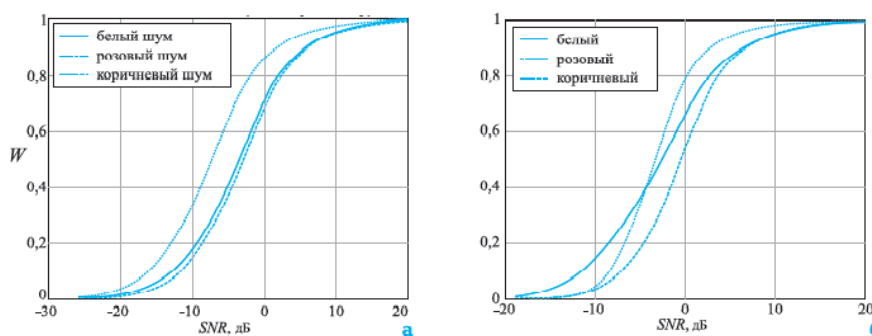 1
белый шум
розовый шум
коричневый шум
0,8
0,6
W
0,4
0,2
0
–30 –20 –10 0 10 20
SNR, дБ
а
1
белый
розовый
коричневый
0,8
0,6
0,4
0,2
0
–20 –10 0 10 20
SNR, дБ